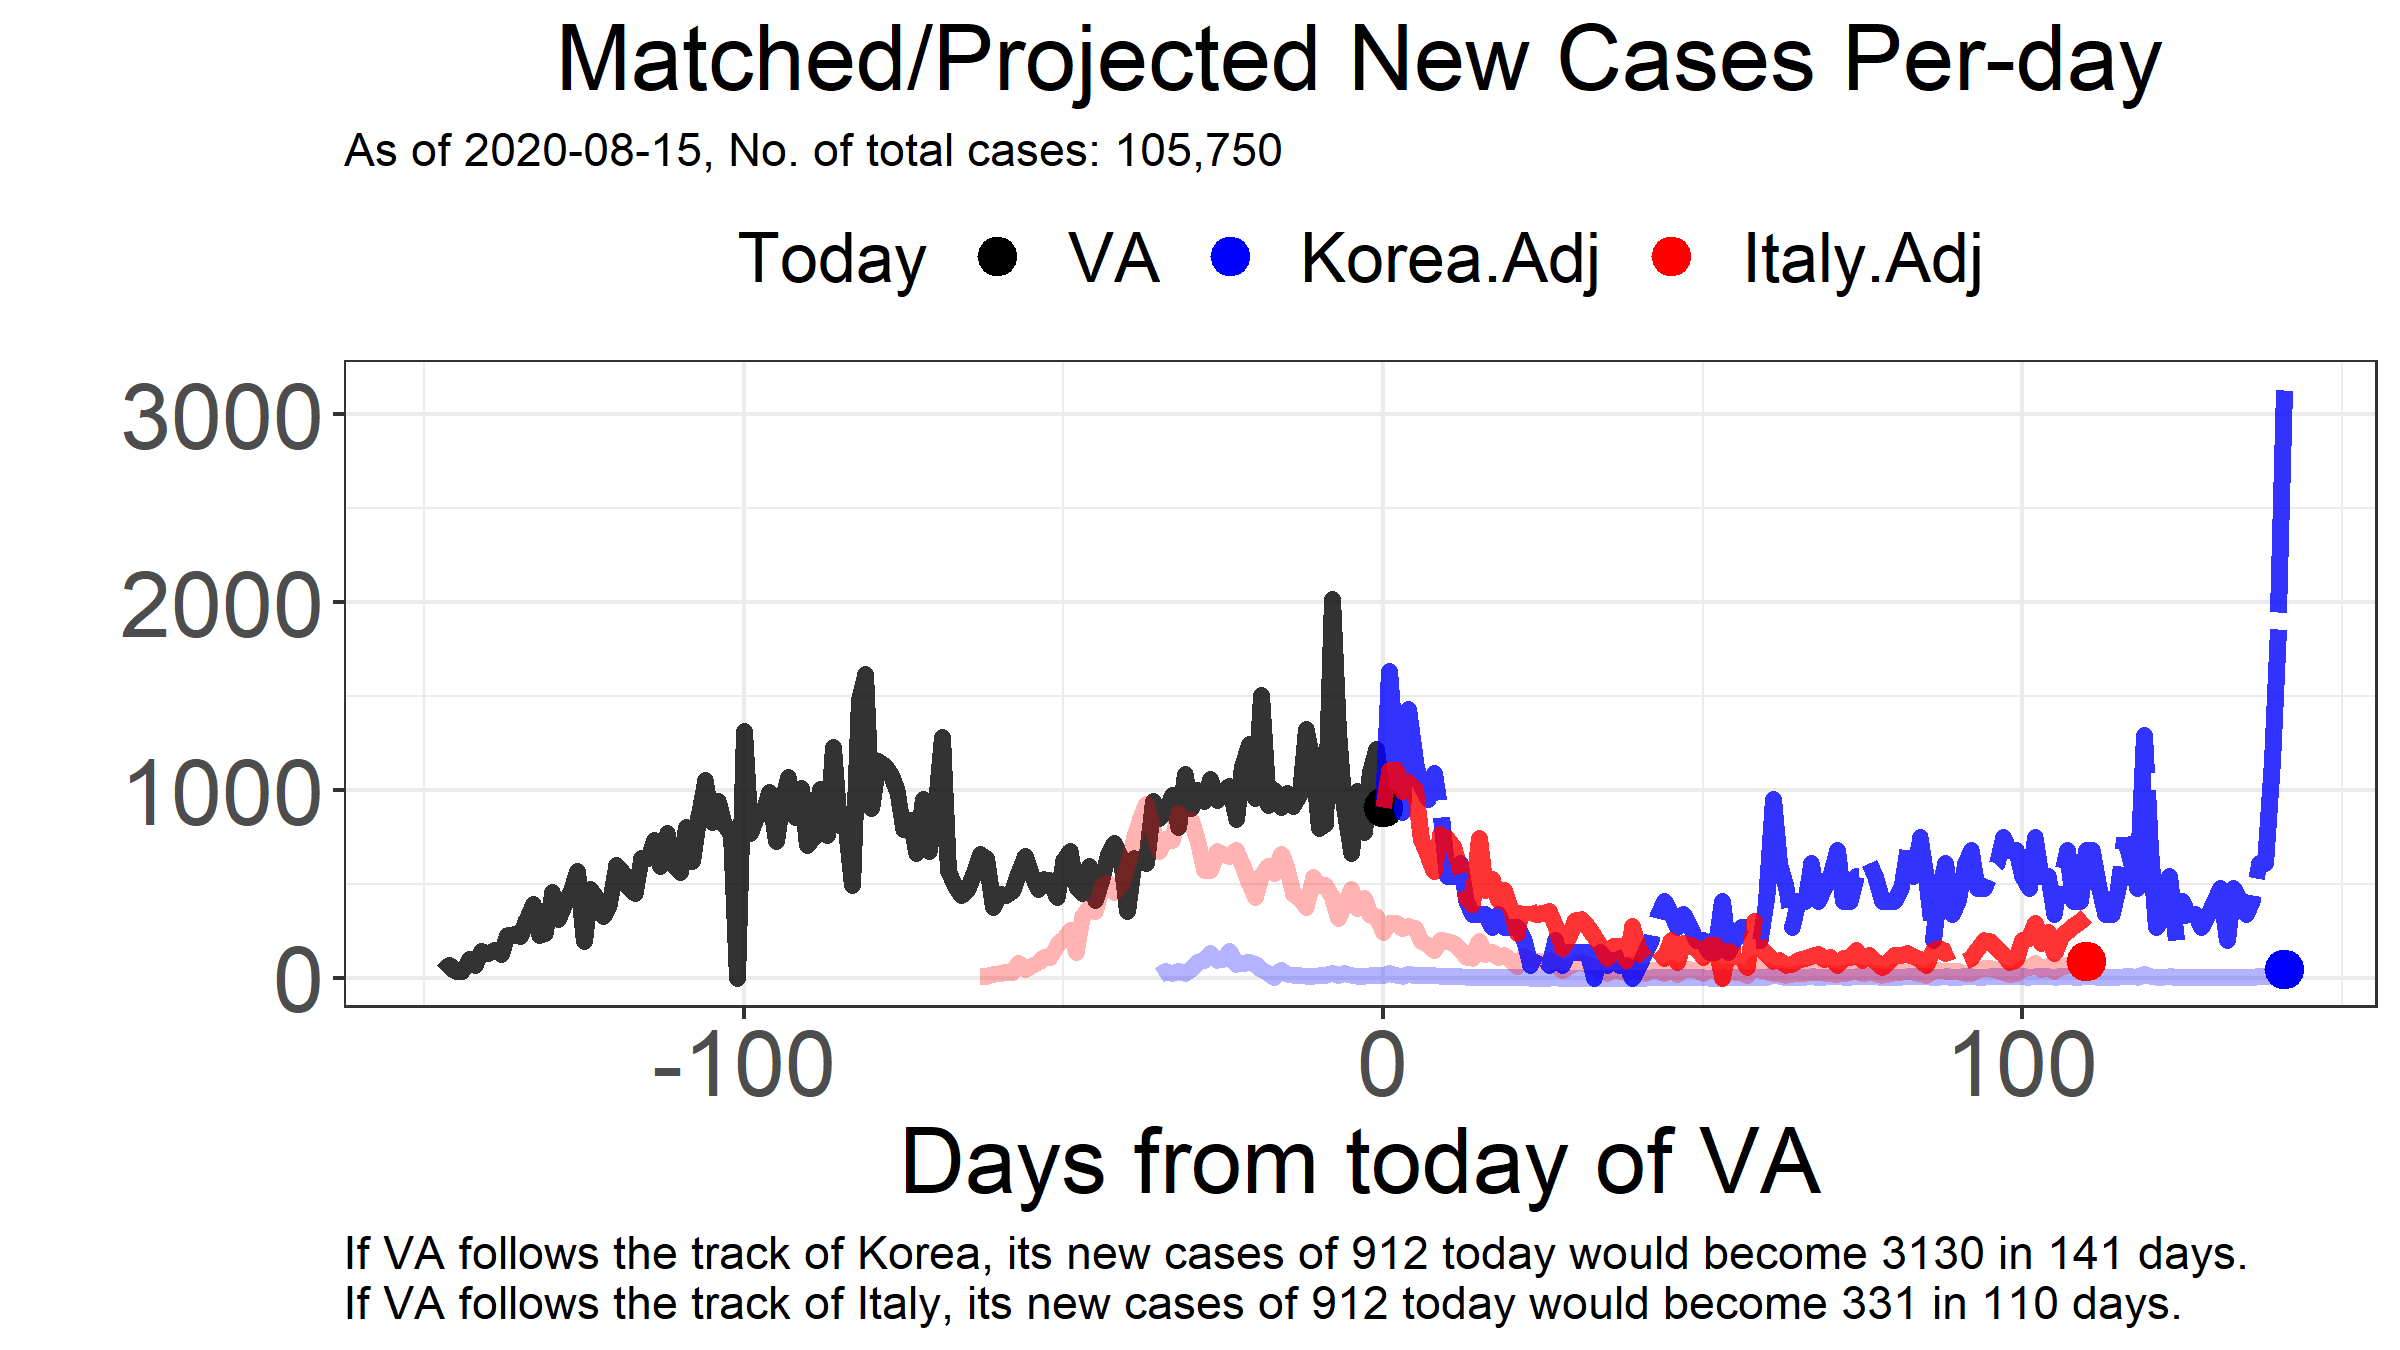 Matched/Projected New Cases Per-day
As of 2020-08-15, No. of total cases: 105,750
Today VA Korea.Adj Italy.Adj
3000
2000
1000
0
-100 0 100
Days from today of VA
If VA follows the track of Korea, its new cases of 912 today would become 3130 in 141 days.
If VA follows the track of Italy, its new cases of 912 today would become 331 in 110 days.